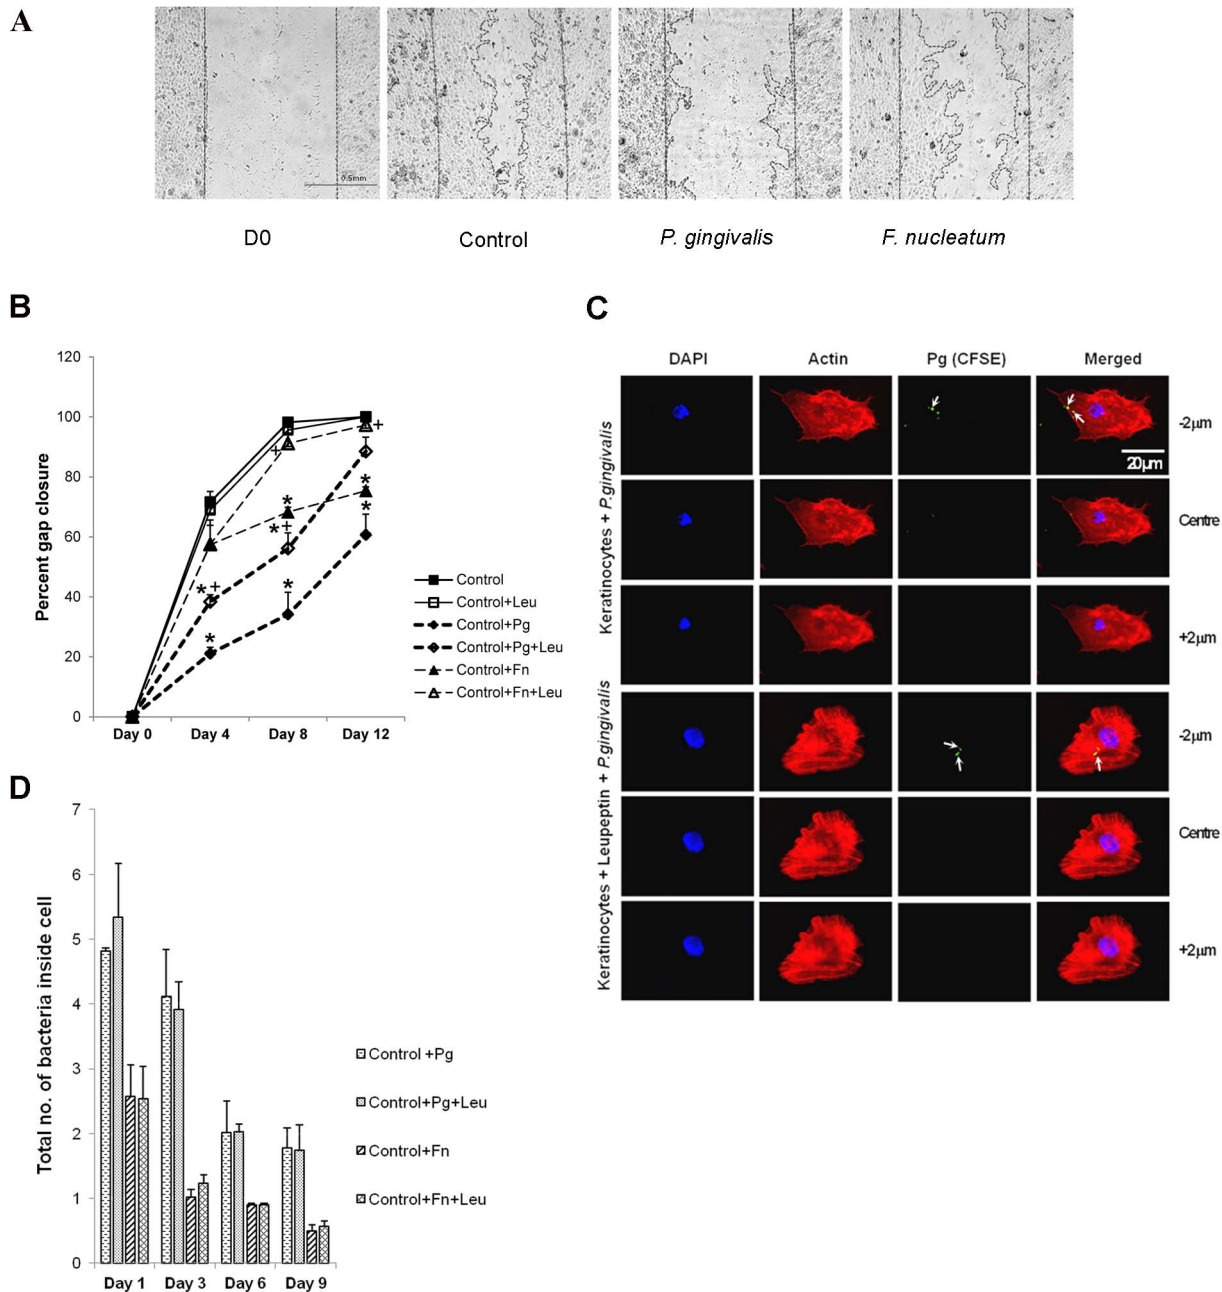 A
0.5mm
D0
Control
P. gingivalis
F. nucleatum
B
Percent gap closure
120
100
80
60
40
20
0
Day 0
Day 4
Day 8
Day 12
+
+
*
*
*
* +
* +
*
*
Control
Control+Leu
Control+Pg
Control+Pg+Leu
Control+Fn
Control+Fn+Leu
C
DAPI
Actin
Pg (CFSE)
Merged
Keratinocytes + P.gingivalis
-2µm
20µm
Centre
+2µm
Keratinocytes + Leupeptin + P.gingivalis
-2µm
Centre
+2µm
D
Total no. of bacteria inside cell
7
6
5
4
3
2
1
0
Day 1
Day 3
Day 6
Day 9
Control +Pg
Control+Pg+Leu
Control+Fn
Control+Fn+Leu